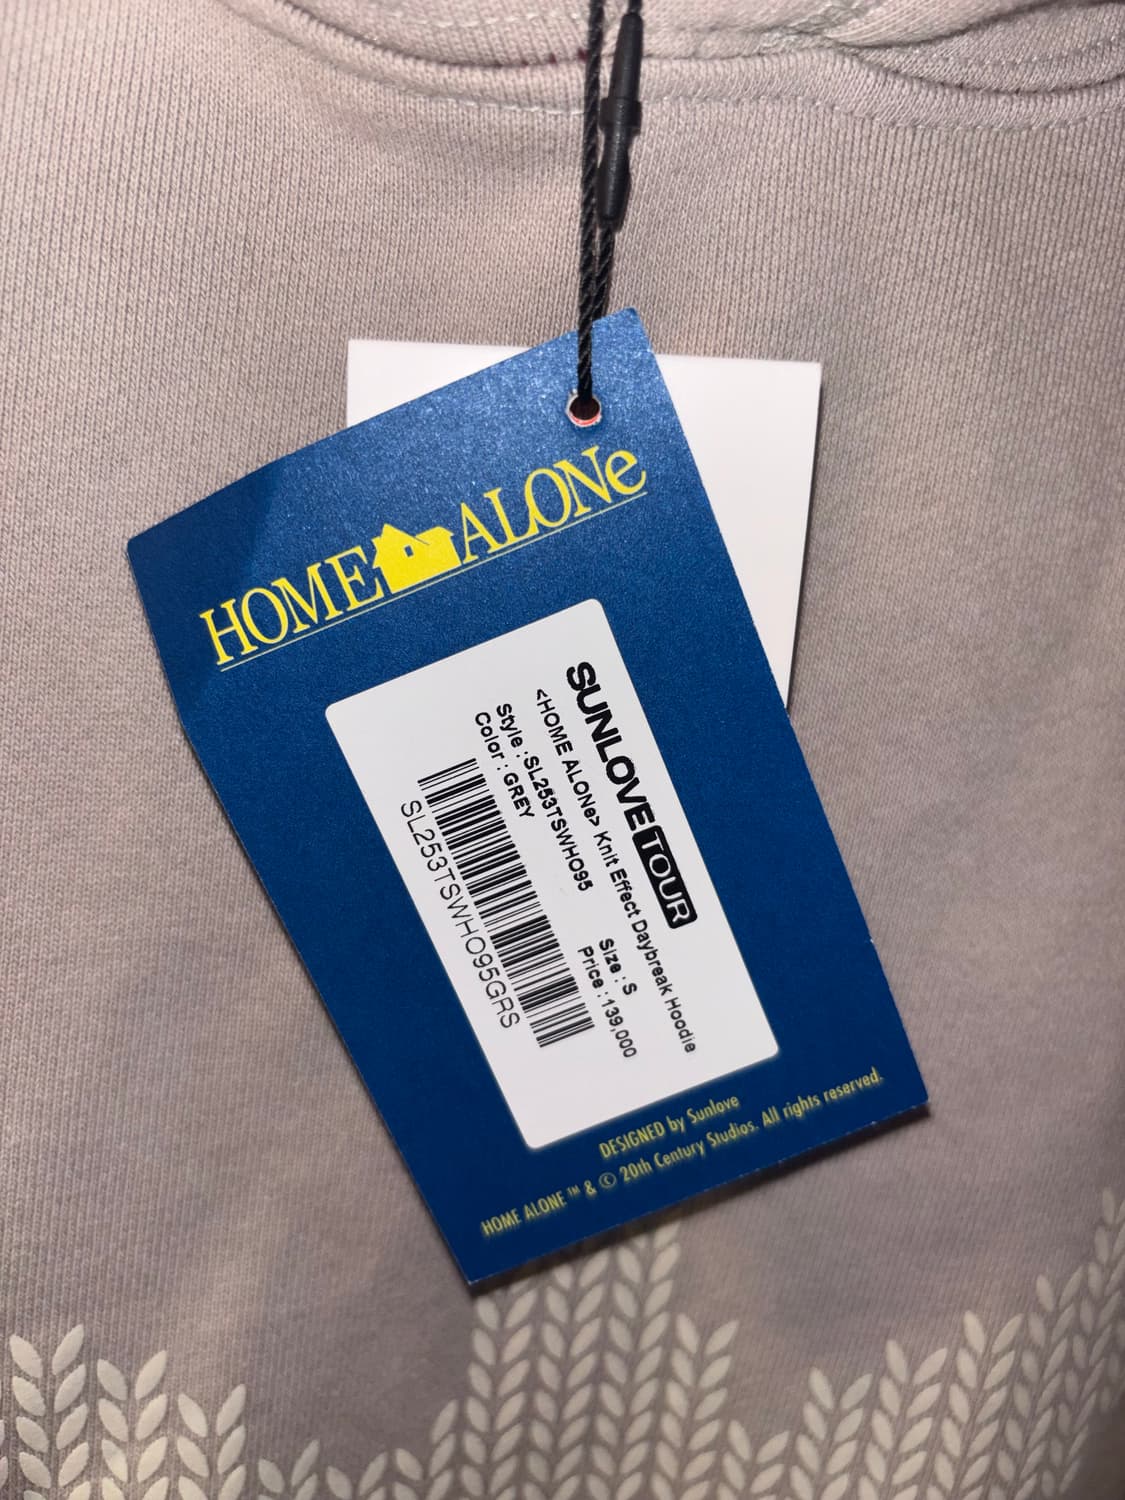 HOME ALONe
SUNLOVE TOUR
<HOME ALONe> Knit Effect Daybreak Hoodie
Style :SL253TSWHO95
Size : S
Color : GREY
Price : 139,000
SL253TSWHO95GRS
DESIGNED by Sunlove
HOME ALONE ™ & © 20th Century Studios. All rights reserved.